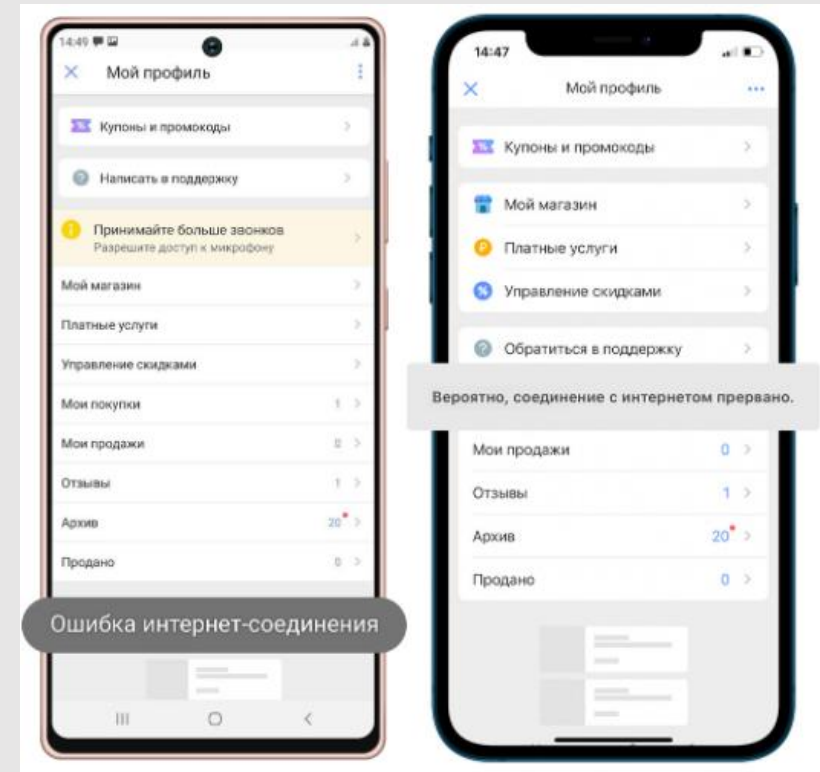 14:49
Мой профиль
Купоны и промокоды
Написать в поддержку
Принимайте больше звонков
Разрешите доступ к микрофону
Мой магазин
Платные услуги
Управление скидками
Мои покупки 1
Мои продажи 0
Отзывы 1
Архив 20
Продано 0
Ошибка интернет-соединения
14:47
Мой профиль
Купоны и промокоды
Мой магазин
Платные услуги
Управление скидками
Обратиться в поддержку
Вероятно, соединение с интернетом прервано.
Мои продажи 0
Отзывы 1
Архив 20
Продано 0